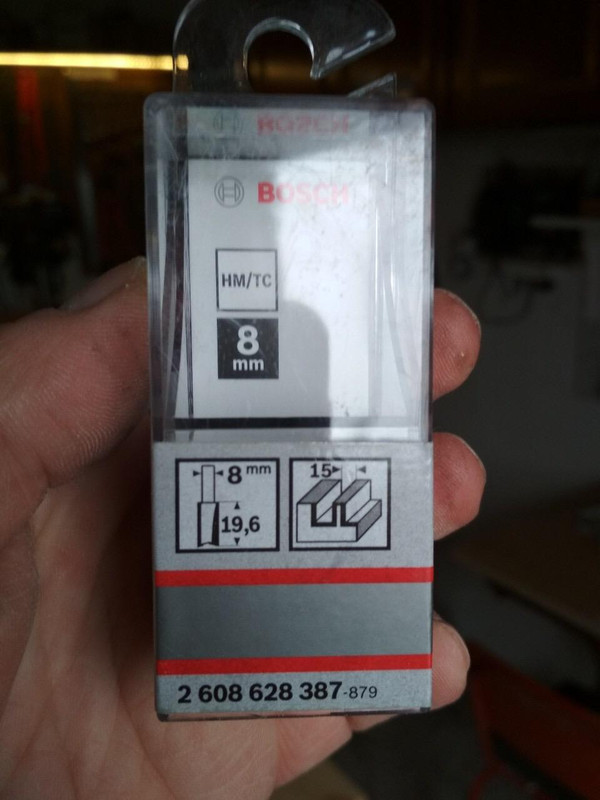 BOSCH
BOSCH
HM/TC
8
mm
8 mm
19,6
15
2 608 628 387-879